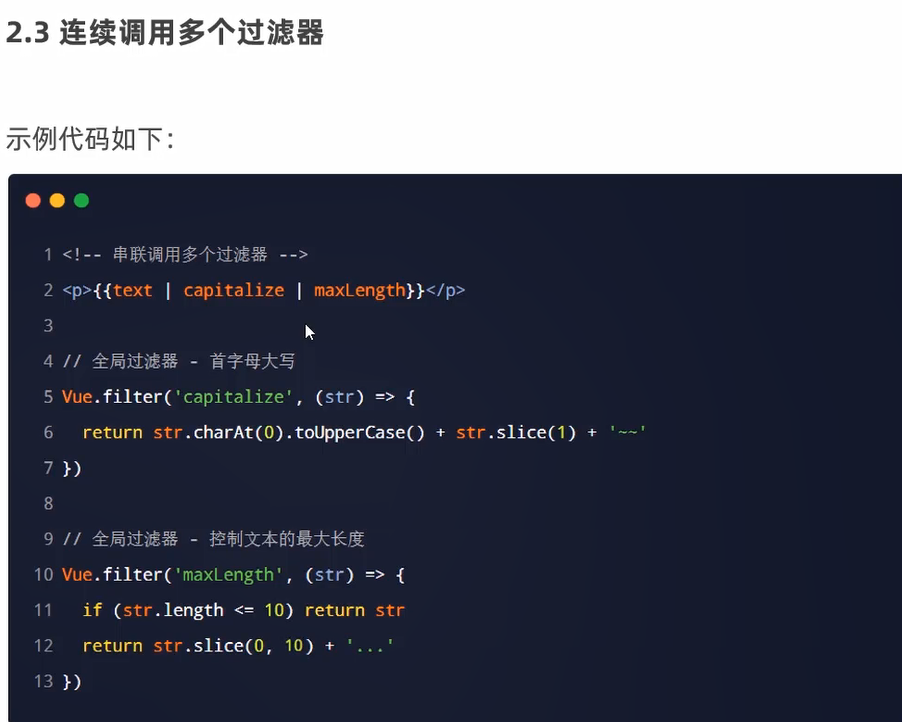 2.3 连续调用多个过滤器
示例代码如下：
1 <!-- 串联调用多个过滤器 -->
2 <p>{{text | capitalize | maxLength}}</p>
3
4 // 全局过滤器 - 首字母大写
5 Vue.filter('capitalize', (str) => {
6   return str.charAt(0).toUpperCase() + str.slice(1) + '~~'
7 })
8
9 // 全局过滤器 - 控制文本的最大长度
10 Vue.filter('maxLength', (str) => {
11   if (str.length <= 10) return str
12   return str.slice(0, 10) + '...'
13 })